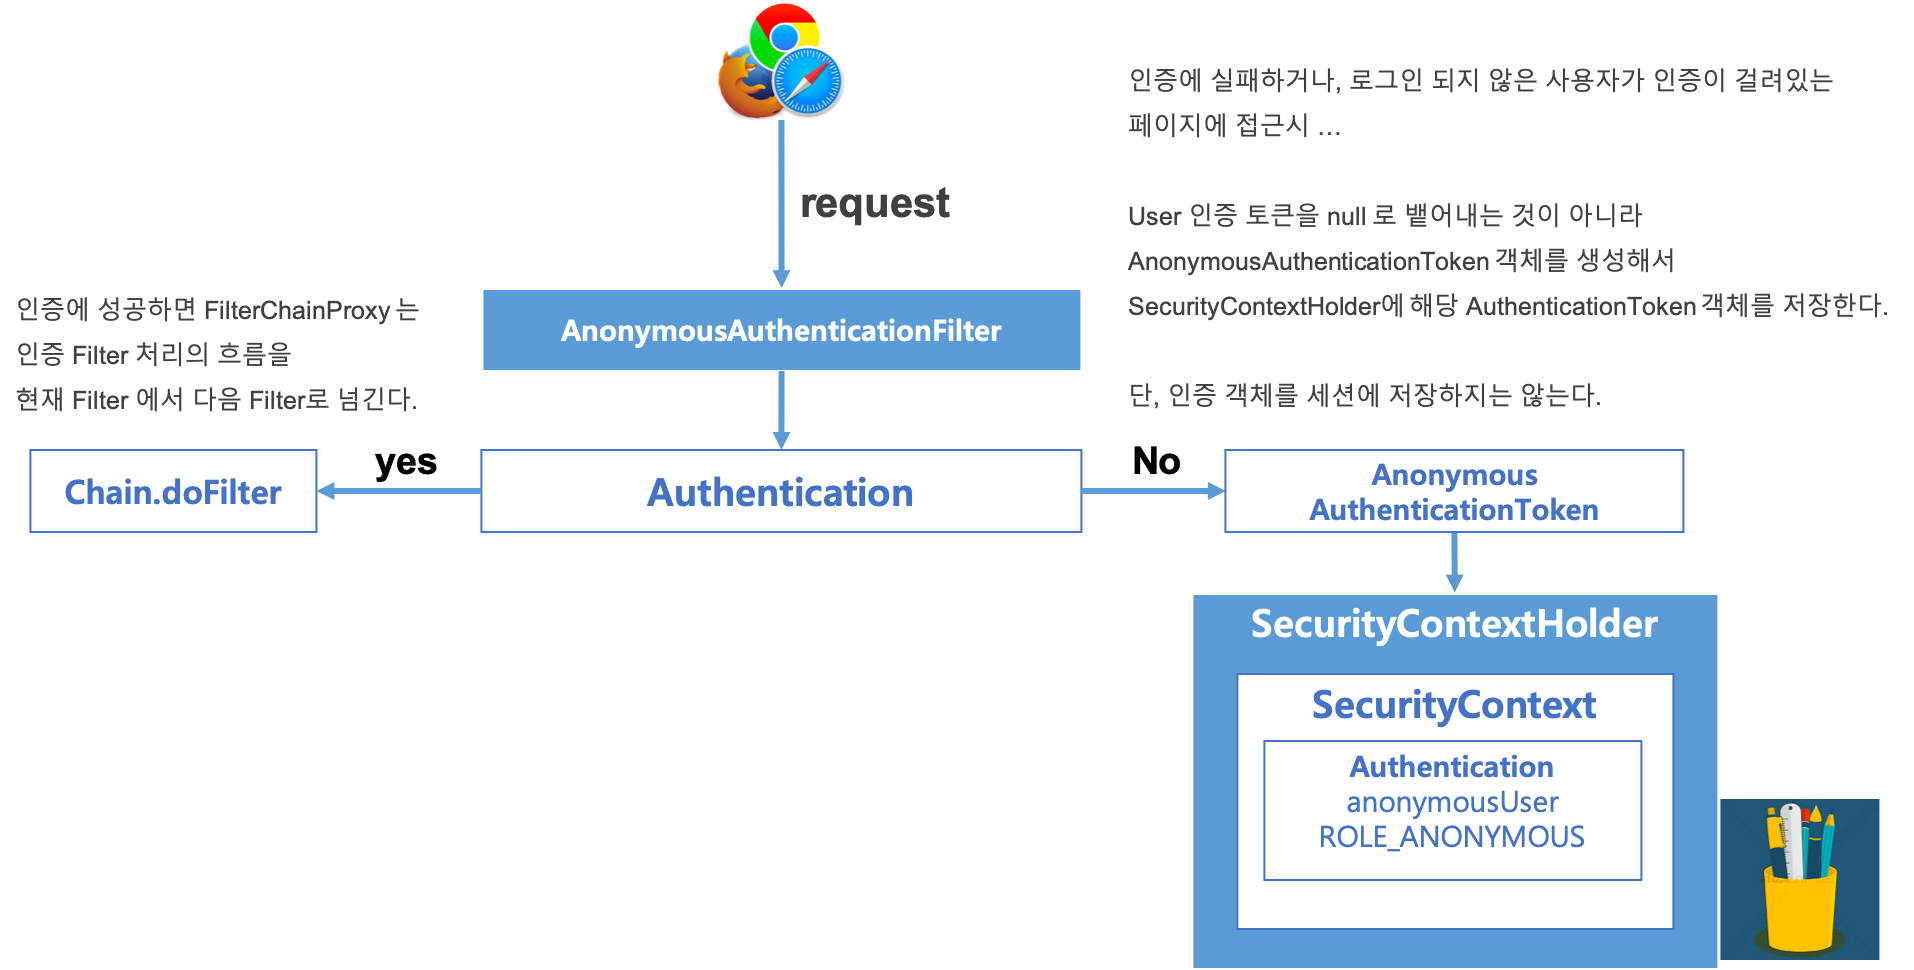 인증에 실패하거나, 로그인 되지 않은 사용자가 인증이 걸려있는
페이지에 접근시 ...
request
User 인증 토큰을 null 로 뱉어내는 것이 아니라
AnonymousAuthenticationToken 객체를 생성해서
SecurityContextHolder에 해당 AuthenticationToken 객체를 저장한다.
단, 인증 객체를 세션에 저장하지는 않는다.
인증에 성공하면 FilterChainProxy 는
인증 Filter 처리의 흐름을
현재 Filter 에서 다음 Filter로 넘긴다.
AnonymousAuthenticationFilter
Chain.doFilter
yes
Authentication
No
Anonymous
AuthenticationToken
SecurityContextHolder
SecurityContext
Authentication
anonymousUser
ROLE_ANONYMOUS